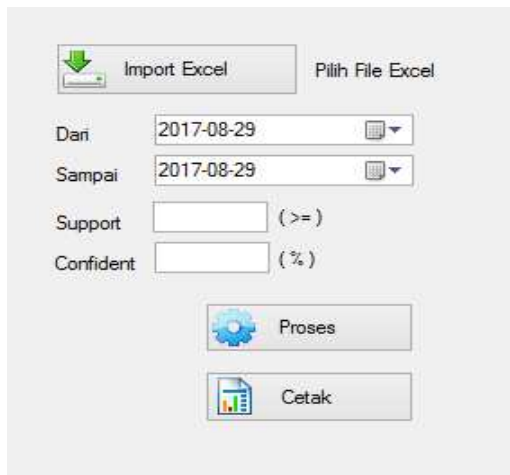 Import Excel Pilih File Excel
Dari 2017-08-29
Sampai 2017-08-29
Support ( >= )
Confident ( % )
Proses
Cetak